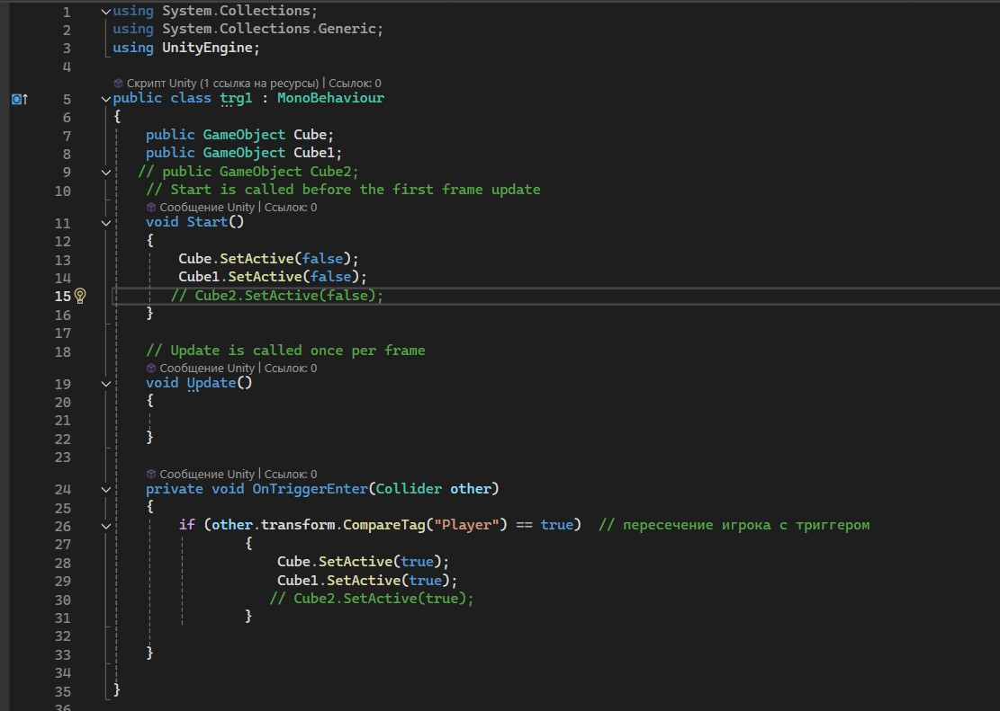 1 using System.Collections;
2 using System.Collections.Generic;
3 using UnityEngine;
4
Скрипт Unity (1 ссылка на ресурсы) | Ссылок: 0
5 public class trg1 : MonoBehaviour
6 {
7 public GameObject Cube;
8 public GameObject Cube1;
9 // public GameObject Cube2;
10 // Start is called before the first frame update
Сообщение Unity | Ссылок: 0
11 void Start()
12 {
13 Cube.SetActive(false);
14 Cube1.SetActive(false);
15 // Cube2.SetActive(false);
16 }
17
18 // Update is called once per frame
Сообщение Unity | Ссылок: 0
19 void Update()
20 {
21
22 }
23
Сообщение Unity | Ссылок: 0
24 private void OnTriggerEnter(Collider other)
25 {
26 if (other.transform.CompareTag("Player") == true) // пересечение игрока с триггером
27 {
28 Cube.SetActive(true);
29 Cube1.SetActive(true);
30 // Cube2.SetActive(true);
31 }
32
33 }
34
35 }
36